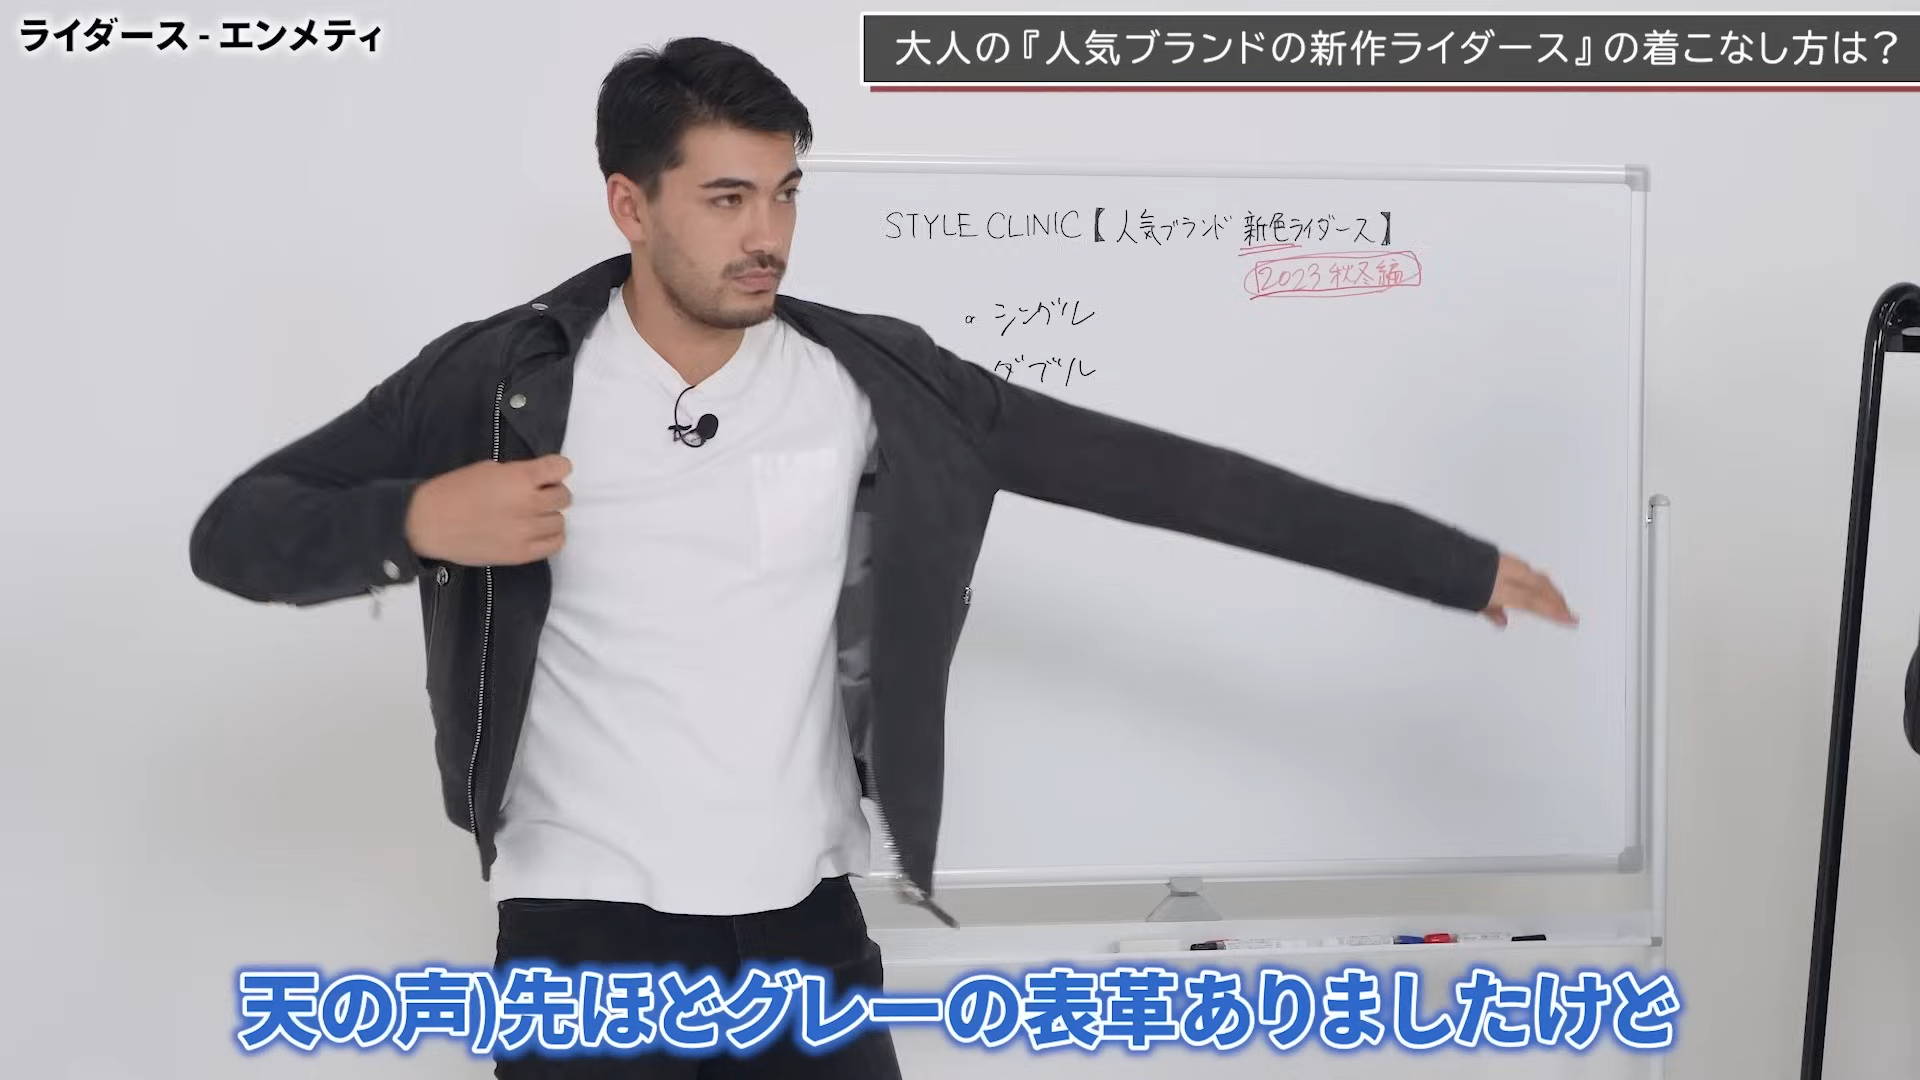 ライダース - エンメティ
大人の『人気ブランドの新作ライダース』の着こなし方は？
STYLE CLINIC【人気ブランド 新色ライダース】
2023 秋冬編
シングル
ダブル
天の声)先ほどグレーの表革ありましたけど